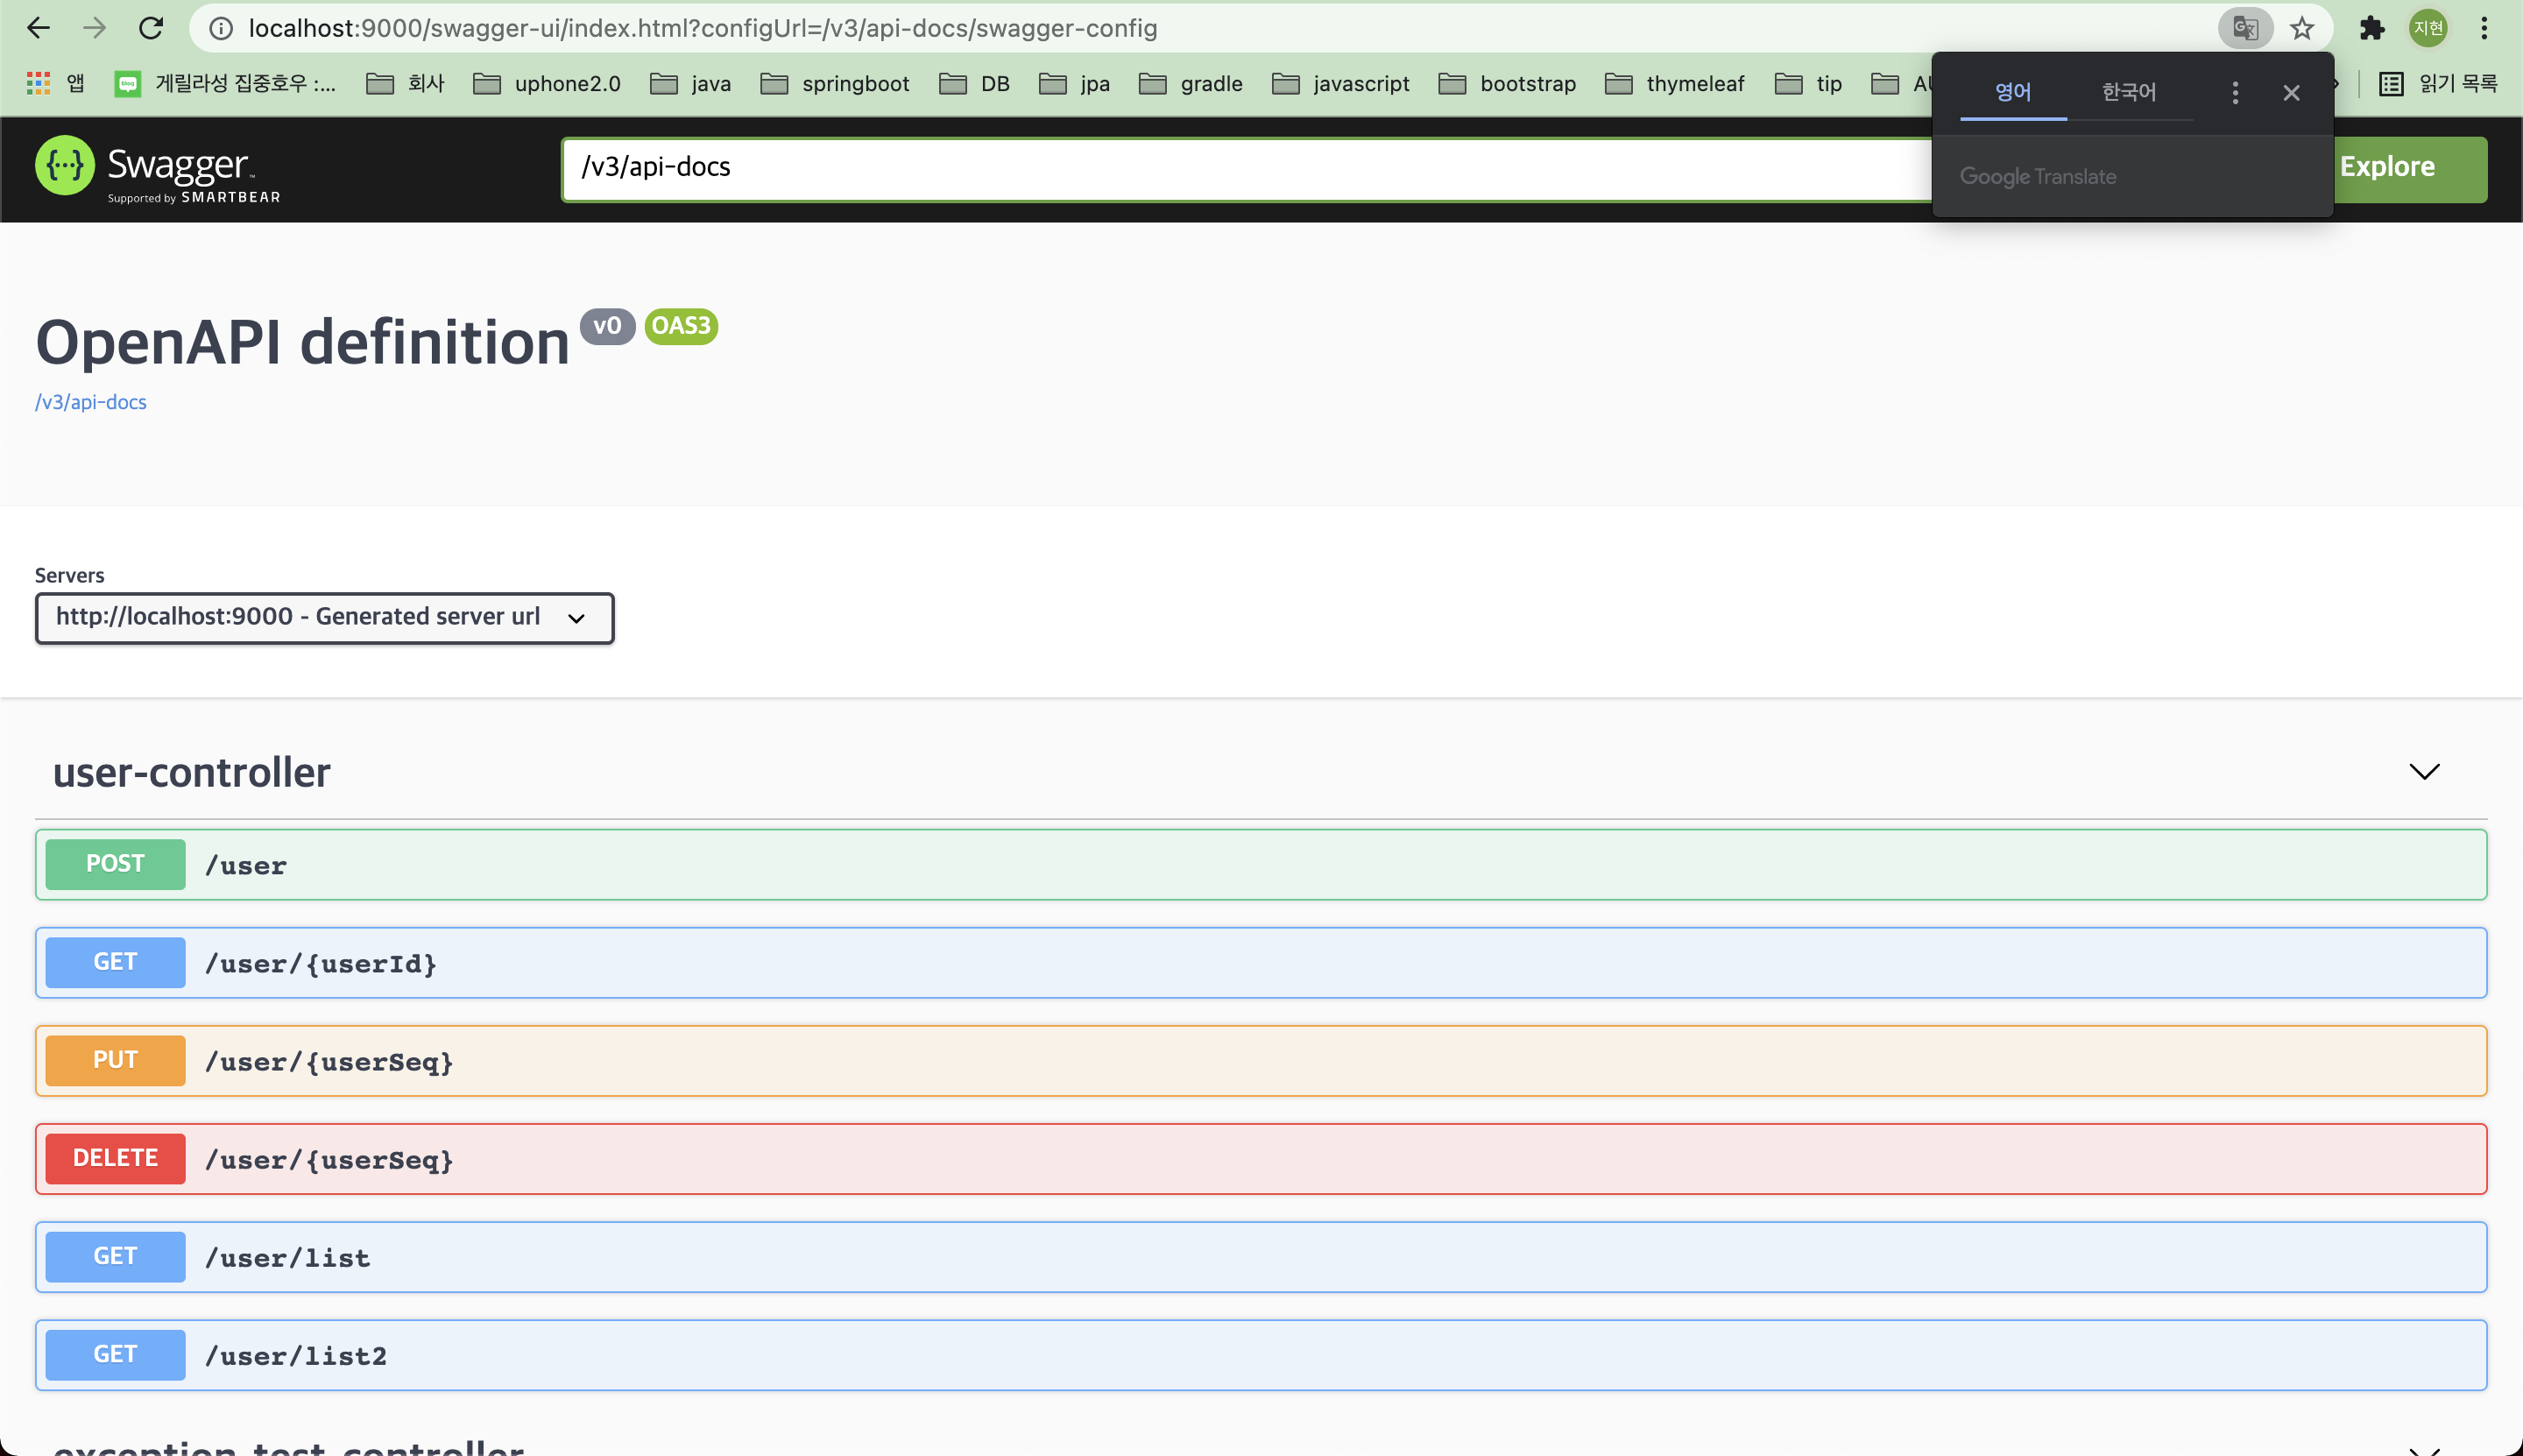 localhost:9000/swagger-ui/index.html?configUrl=/v3/api-docs/swagger-config
지현
앱
게릴라성 집중호우 :...
회사
uphone2.0
java
springboot
DB
jpa
gradle
javascript
bootstrap
thymeleaf
tip
읽기 목록
영어
한국어
Google Translate
Swagger
Supported by SMARTBEAR
/v3/api-docs
Explore
OpenAPI definition v0 OAS3
/v3/api-docs
Servers
http://localhost:9000 - Generated server url
user-controller
POST /user
GET /user/{userId}
PUT /user/{userSeq}
DELETE /user/{userSeq}
GET /user/list
GET /user/list2
exception-test-controller